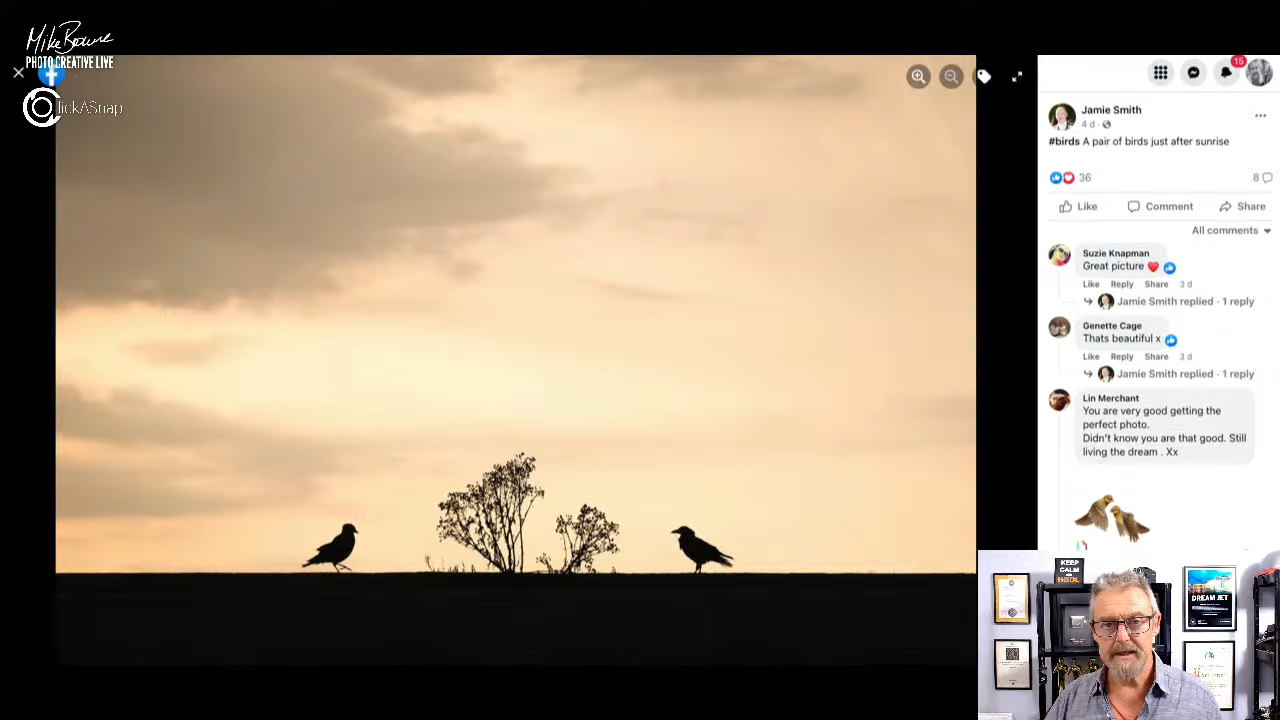 Mike Browne
PHOTO CREATIVE LIVE
lickASnap
15
Jamie Smith
4 d ·
#birds A pair of birds just after sunrise
36
8
Like
Comment
Share
All comments
Suzie Knapman
Great picture ❤️
Like Reply Share 3 d
Jamie Smith replied · 1 reply
Genette Cage
Thats beautiful x
Like Reply Share 3 d
Jamie Smith replied · 1 reply
Lin Merchant
You are very good getting the
perfect photo.
Didn't know you are that good. Still
living the dream . Xx
KEEP
CALM
DREAM JET